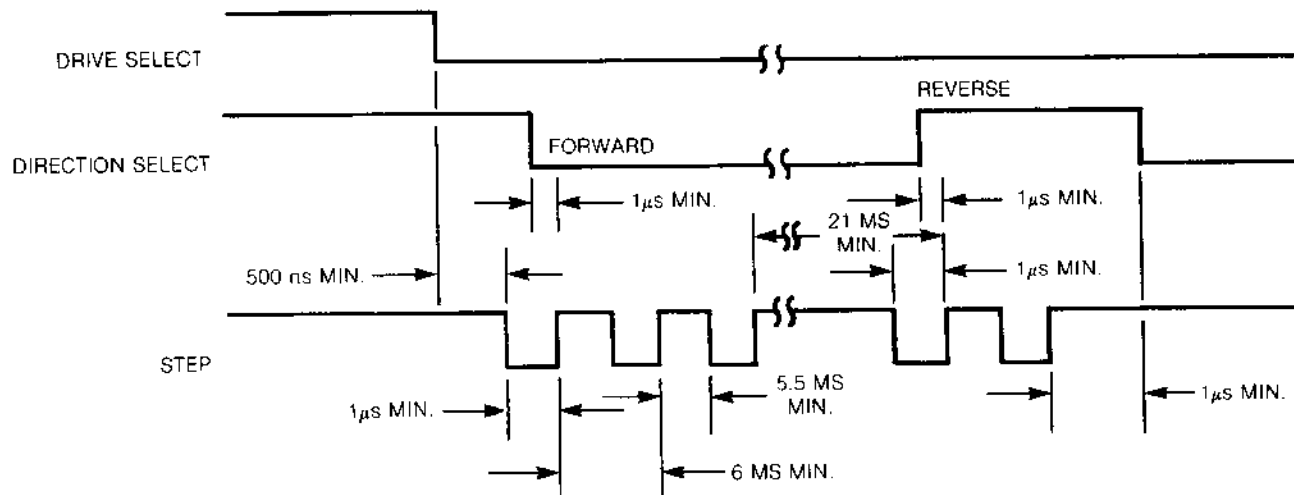 DRIVE SELECT
REVERSE
FORWARD
DIRECTION SELECT
1μs MIN.
1μs MIN.
21 MS
MIN.
500 ns MIN.
1μs MIN.
STEP
5.5 MS
MIN.
1μs MIN.
1μs MIN.
6 MS MIN.